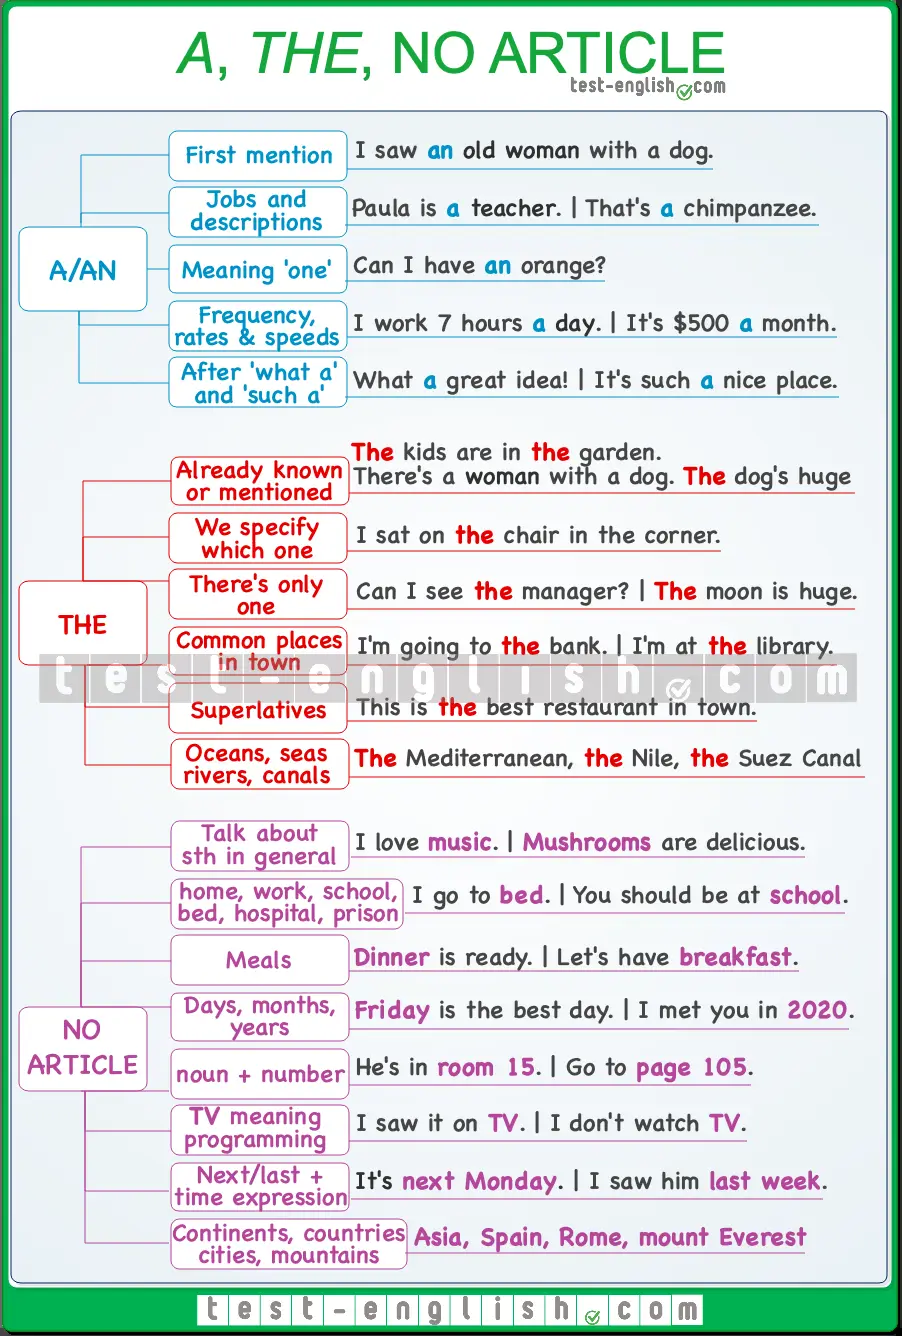 A, THE, NO ARTICLE
test-english.com
A/AN
First mention
I saw an old woman with a dog.
Jobs and
descriptions
Paula is a teacher. | That's a chimpanzee.
Meaning 'one'
Can I have an orange?
Frequency,
rates & speeds
I work 7 hours a day. | It's $500 a month.
After 'what a'
and 'such a'
What a great idea! | It's such a nice place.
THE
Already known
or mentioned
The kids are in the garden.
There's a woman with a dog. The dog's huge
We specify
which one
I sat on the chair in the corner.
There's only
one
Can I see the manager? | The moon is huge.
Common places
in town
I'm going to the bank. | I'm at the library.
test-english.com
Superlatives
This is the best restaurant in town.
Oceans, seas
rivers, canals
The Mediterranean, the Nile, the Suez Canal
NO
ARTICLE
Talk about
sth in general
I love music. | Mushrooms are delicious.
home, work, school,
bed, hospital, prison
I go to bed. | You should be at school.
Meals
Dinner is ready. | Let's have breakfast.
Days, months,
years
Friday is the best day. | I met you in 2020.
noun + number
He's in room 15. | Go to page 105.
TV meaning
programming
I saw it on TV. | I don't watch TV.
Next/last +
time expression
It's next Monday. | I saw him last week.
Continents, countries
cities, mountains
Asia, Spain, Rome, mount Everest
test-english.com